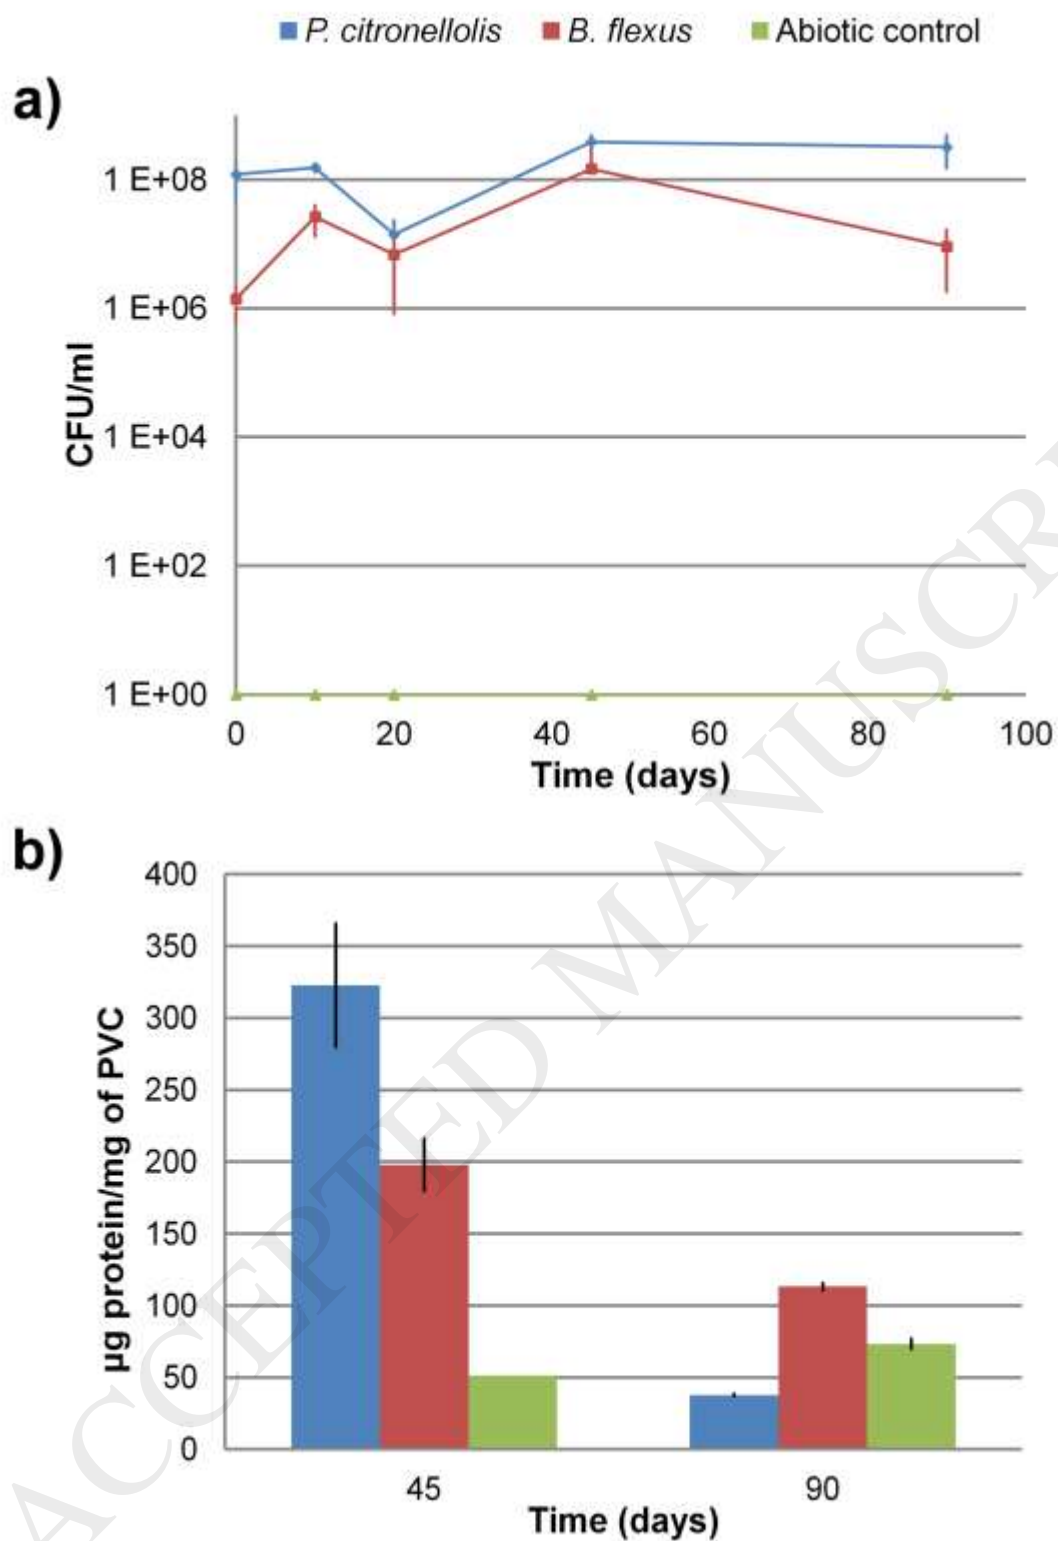 P. citronellolis B. flexus Abiotic control
a)
1 E+08
1 E+06
1 E+04
1 E+02
1 E+00
CFU/ml
0 20 40 60 80 100
Time (days)
b)
400
350
300
250
200
150
100
50
0
µg protein/mg of PVC
45 90
Time (days)
ACCEPTED MANUSCRI